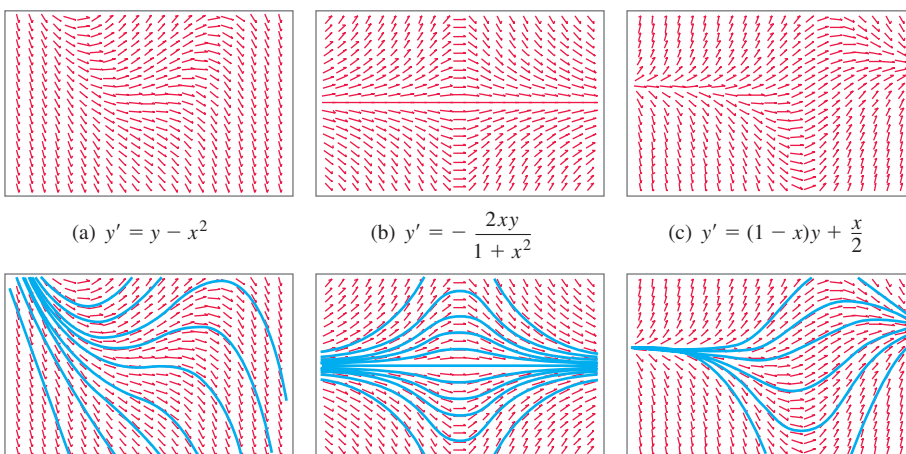 (a) y′ = y − x²
(b) y′ = − 2xy / (1 + x²)
(c) y′ = (1 − x)y + x/2